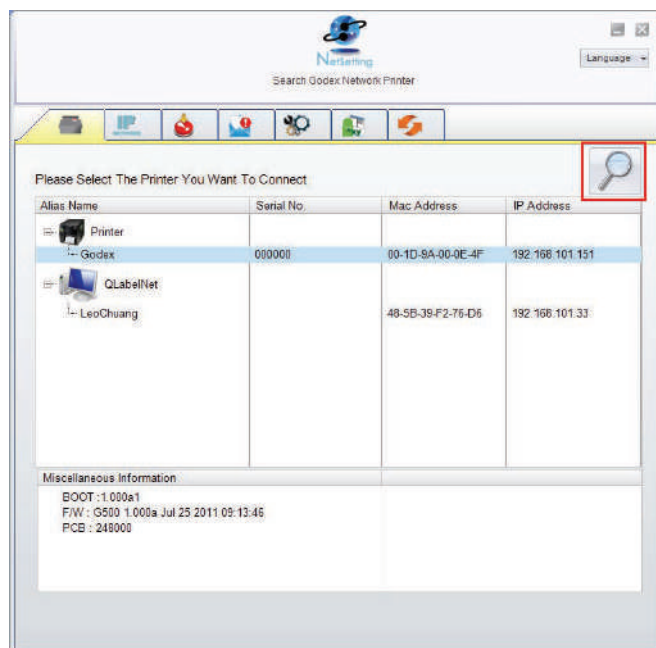 NetSetting
Language
Search Godex Network Printer
IP
Please Select The Printer You Want To Connect
Alias Name Serial No. Mac Address IP Address
Printer
Godex 000000 00-1D-9A-00-0E-4F 192.168.101.151
QLabelNet
LeoChuang 48-5B-39-F2-76-D6 192.168.101.33
Miscellaneous Information
BOOT :1.000a1
F/W : G500 1.000a Jul 25 2011 09:13:46
PCB : 246000